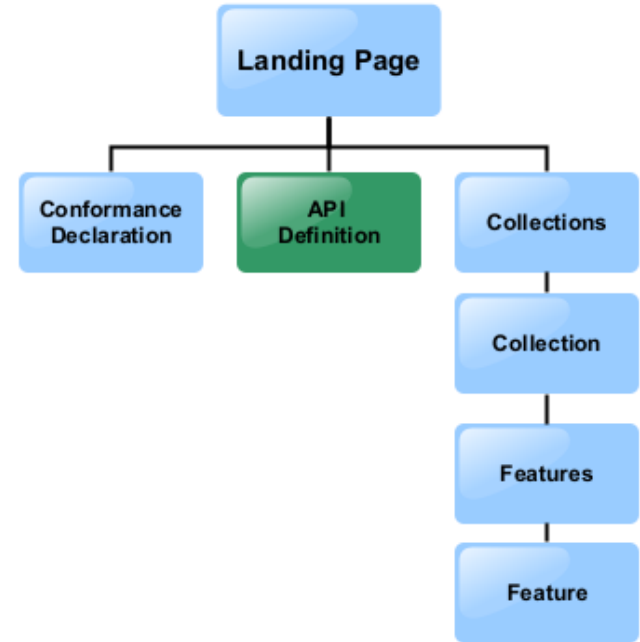 Landing Page
Conformance
Declaration
API
Definition
Collections
Collection
Features
Feature